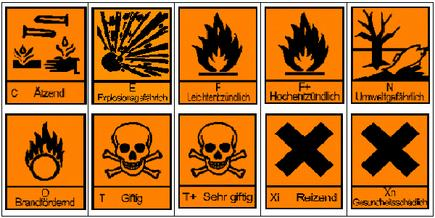 C Ätzend
E
Explosionsgefährlich
F
Leichtentzündlich
F+
Hochentzündlich
N
Umweltgefährlich
O
Brandfördernd
T Giftig
T+ Sehr giftig
Xi Reizend
Xn
Gesundheitsschädlich